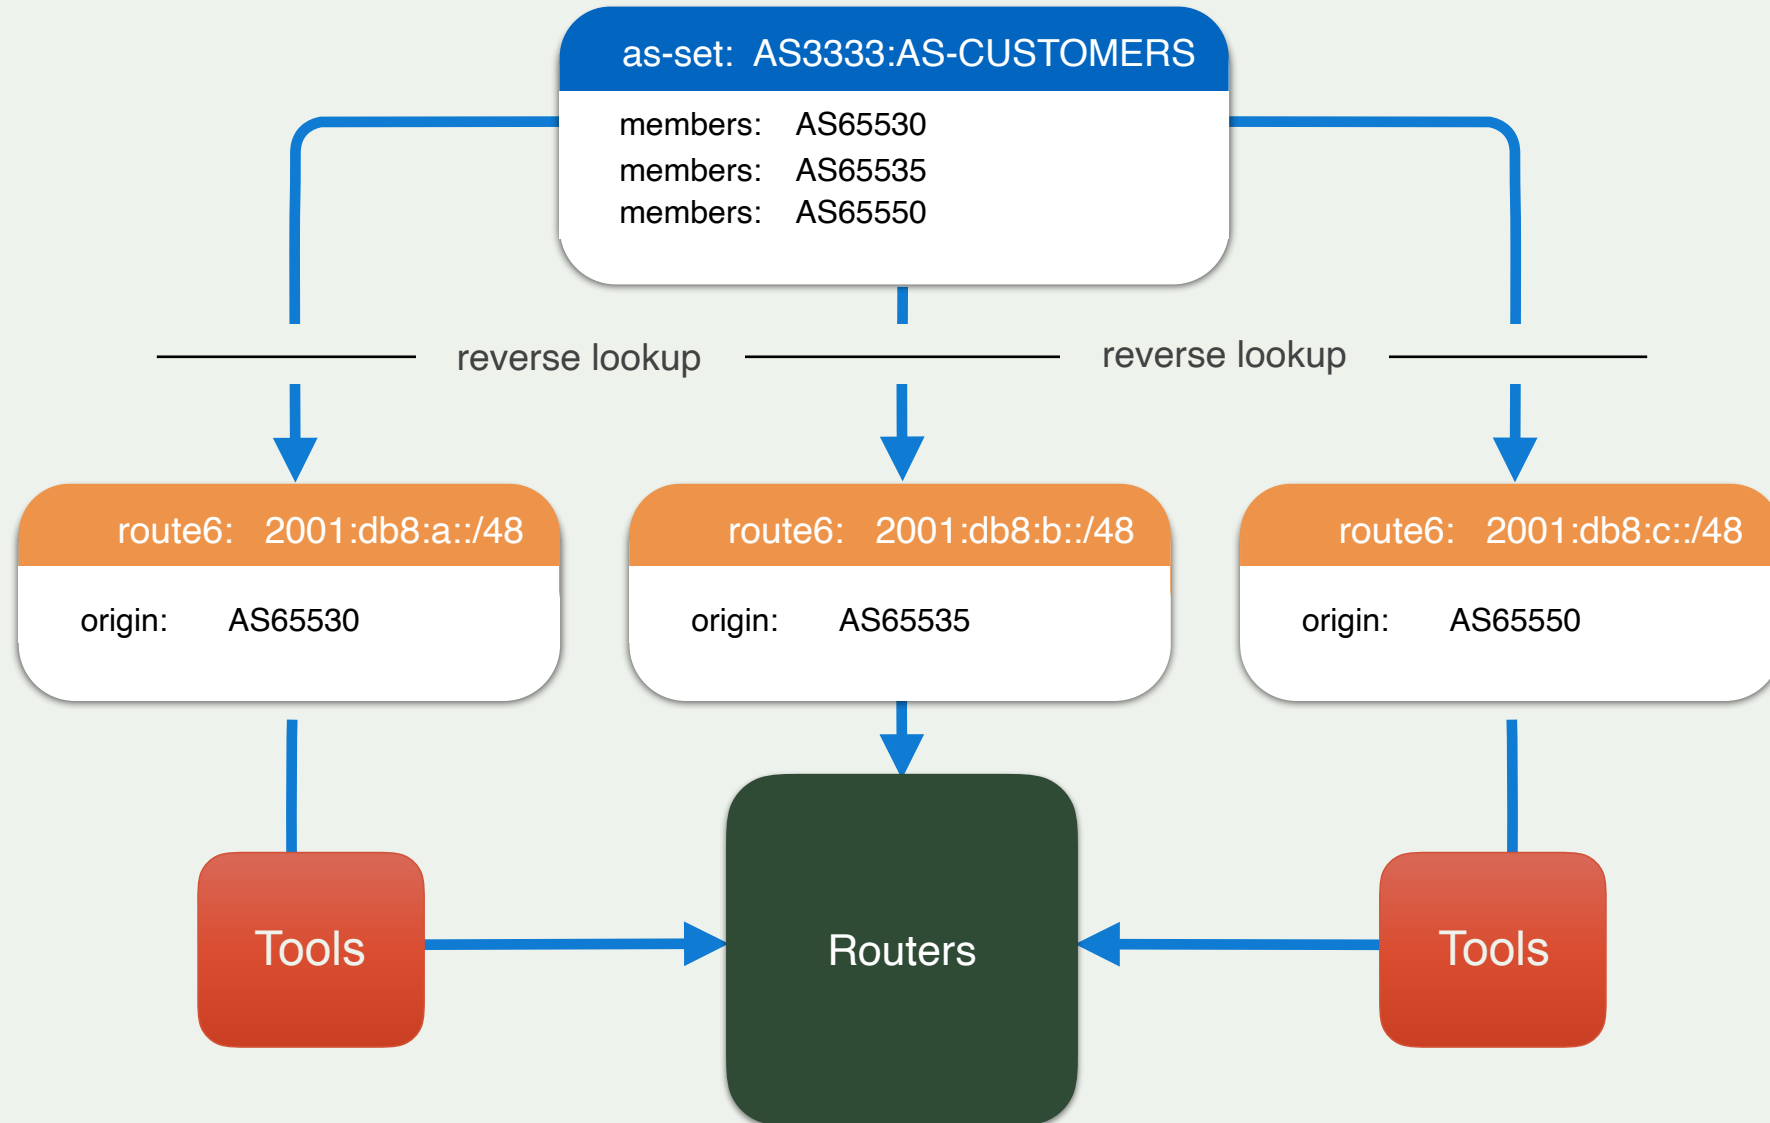 as-set: AS3333:AS-CUSTOMERS
members: AS65530
members: AS65535
members: AS65550
reverse lookup
reverse lookup
route6: 2001:db8:a::/48
origin: AS65530
route6: 2001:db8:b::/48
origin: AS65535
route6: 2001:db8:c::/48
origin: AS65550
Tools
Routers
Tools